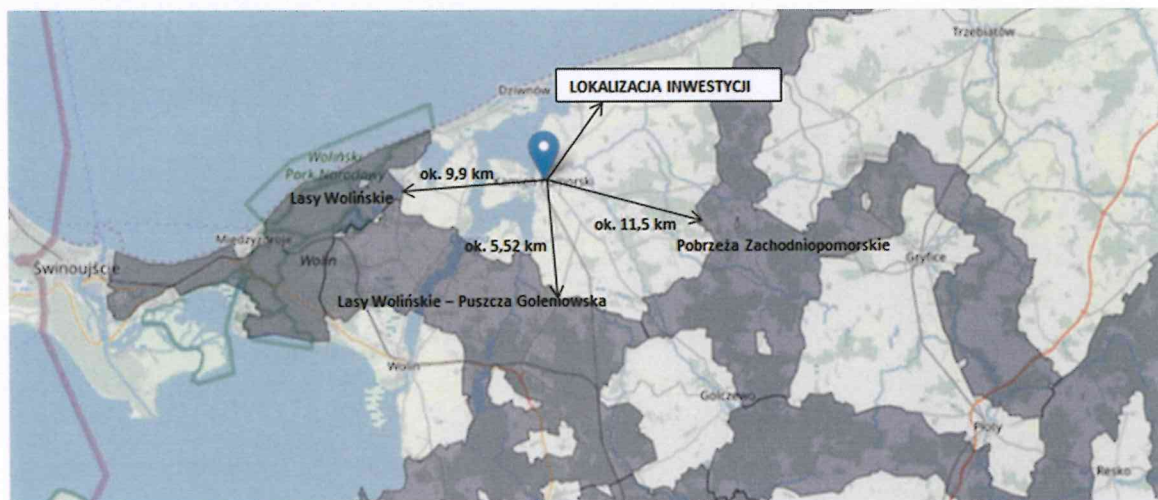 Trzebiatów
LOKALIZACJA INWESTYCJI
Dziwnów
Woliński
Park Narodowy
ok. 9,9 km
Lasy Wolińskie
ok. 11,5 km
Międzyzdroje
ok. 5,52 km
Pobrzeża Zachodniopomorskie
Gryfice
Świnoujście
Wolin
Lasy Wolińskie – Puszcza Goleniowska
Wolin
Golczewo
Płoty
Resko